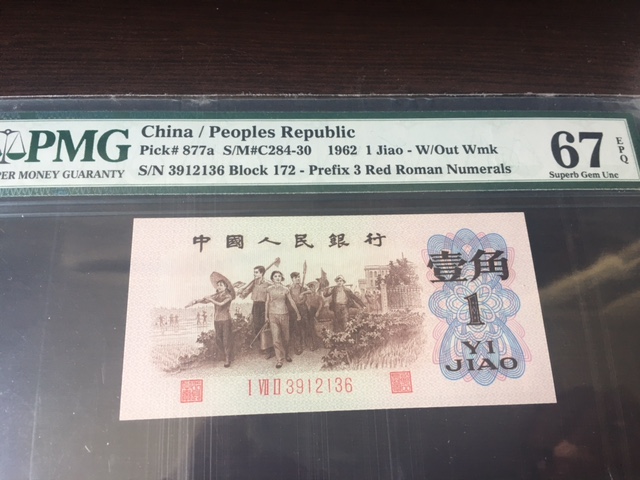 PMG
PER MONEY GUARANTY
China / Peoples Republic
Pick# 877a S/M#C284-30 1962 1 Jiao - W/Out Wmk
S/N 3912136 Block 172 - Prefix 3 Red Roman Numerals
67 EPQ
Superb Gem Unc
中國人民銀行
壹角
1
YI
JIAO
I VII II 3912136